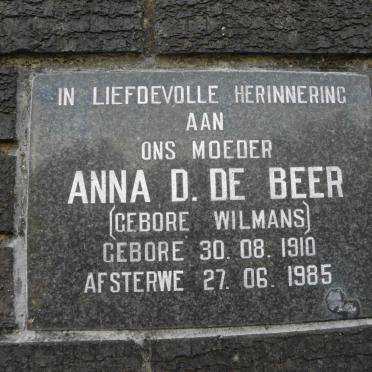 IN LIEFDEVOLLE HERINNERING
AAN
ONS MOEDER
ANNA D. DE BEER
(GEBORE WILMANS)
GEBORE 30. 08. 1910
AFSTERWE 27. 06. 1985